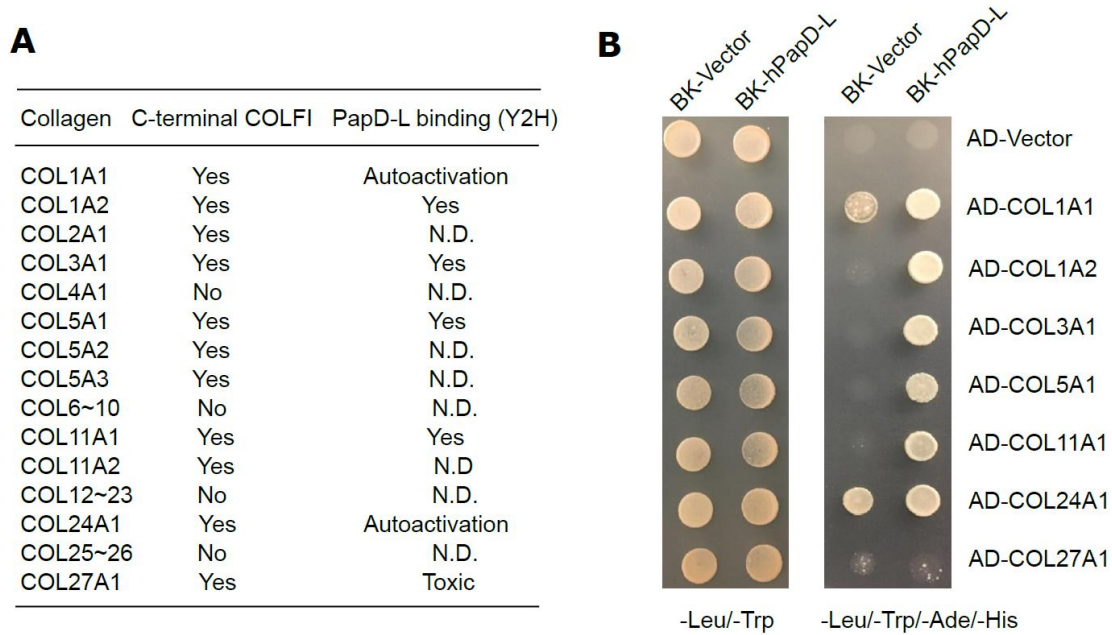 A
Collagen C-terminal COLFI PapD-L binding (Y2H)
COL1A1 Yes Autoactivation
COL1A2 Yes Yes
COL2A1 Yes N.D.
COL3A1 Yes Yes
COL4A1 No N.D.
COL5A1 Yes Yes
COL5A2 Yes N.D.
COL5A3 Yes N.D.
COL6~10 No N.D.
COL11A1 Yes Yes
COL11A2 Yes N.D
COL12~23 No N.D.
COL24A1 Yes Autoactivation
COL25~26 No N.D.
COL27A1 Yes Toxic
B
BK-Vector BK-hPapD-L BK-Vector BK-hPapD-L
AD-Vector
AD-COL1A1
AD-COL1A2
AD-COL3A1
AD-COL5A1
AD-COL11A1
AD-COL24A1
AD-COL27A1
-Leu/-Trp -Leu/-Trp/-Ade/-His